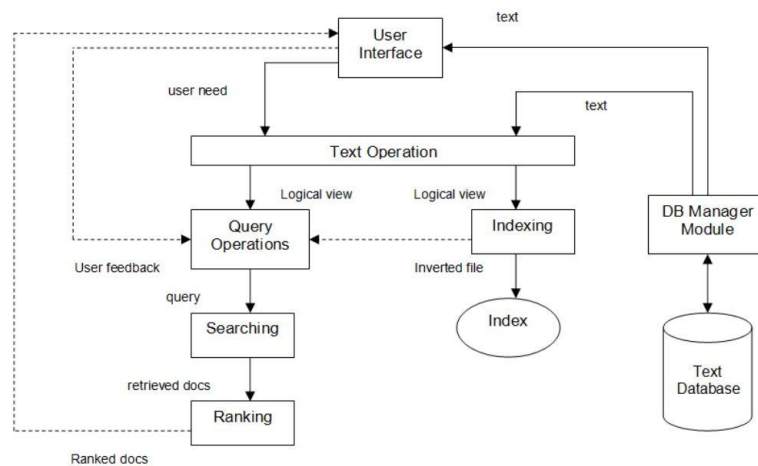 text
User
Interface
user need
text
Text Operation
Logical view
Logical view
Query
Operations
Indexing
DB Manager
Module
User feedback
Inverted file
query
Searching
Index
Text
Database
retrieved docs
Ranking
Ranked docs